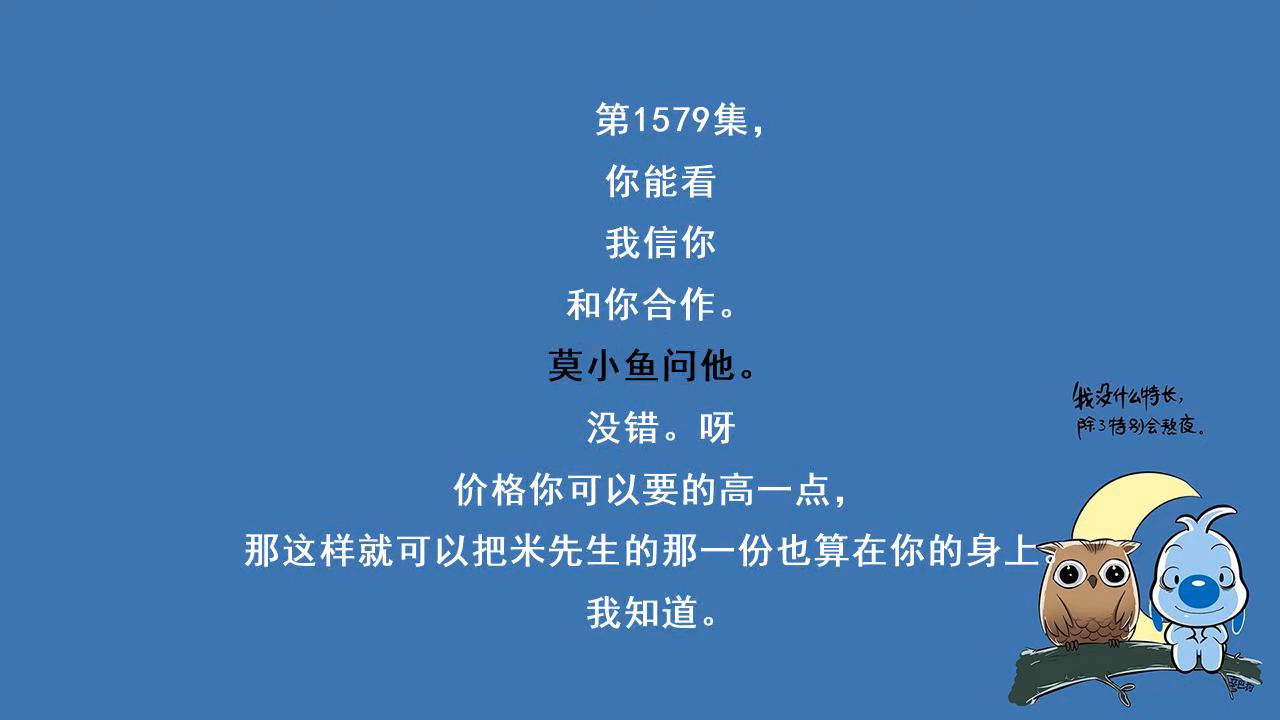 第1579集，
你能看
我信你
和你合作。
莫小鱼问他。
没错。呀
价格你可以要的高一点，
那这样就可以把米先生的那一份也算在你的身上。
我知道。
我没什么特长，
除了特别会熬夜。